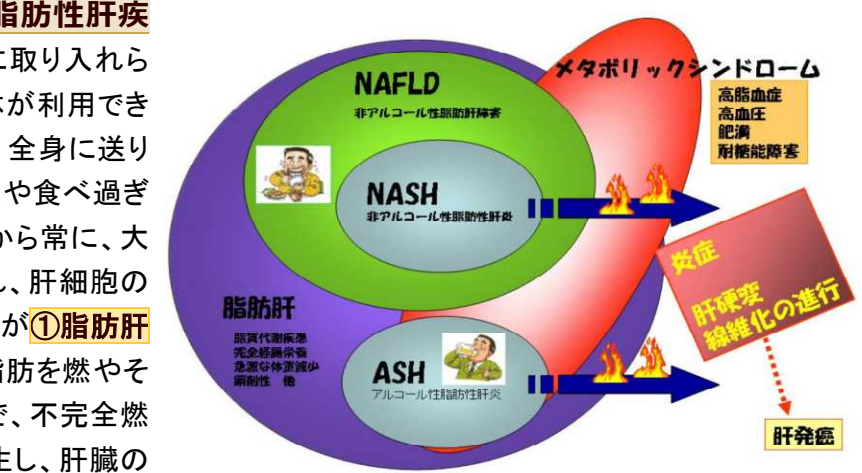 脂肪性肝疾
に取り入れら
体が利用でき
全身に送り
や食べ過ぎ
から常に、大
し、肝細胞の
が①脂肪肝
脂肪を燃やそ
で、不完全燃
生し、肝臓の
NAFLD
非アルコール性脂肪肝障害
NASH
非アルコール性脂肪性肝炎
メタボリックシンドローム
高脂血症
高血圧
肥満
耐糖能障害
脂肪肝
脂質代謝疾患
完全経腸栄養
急激な体重減少
薬剤性 他
ASH
アルコール性脂肪性肝炎
炎症
肝硬変
線維化の進行
肝発癌